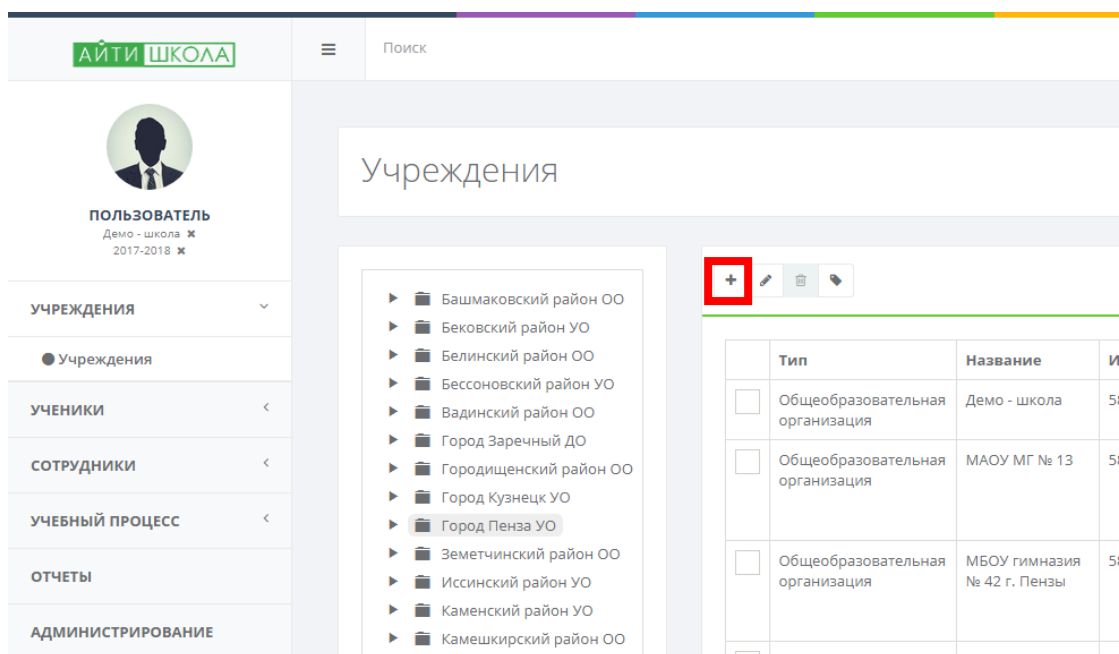 АЙТИ ШКОЛА
Поиск
ПОЛЬЗОВАТЕЛЬ
Демо - школа ✖
2017-2018 ✖
УЧРЕЖДЕНИЯ
Учреждения
УЧЕНИКИ
СОТРУДНИКИ
УЧЕБНЫЙ ПРОЦЕСС
ОТЧЕТЫ
АДМИНИСТРИРОВАНИЕ
Учреждения
Башмаковский район ОО
Бековский район УО
Белинский район ОО
Бессоновский район УО
Вадинский район ОО
Город Заречный ДО
Городищенский район ОО
Город Кузнецк УО
Город Пенза УО
Земетчинский район ОО
Иссинский район УО
Каменский район УО
Камешкирский район ОО
Тип Название
Общеобразовательная Демо - школа
организация
Общеобразовательная МАОУ МГ № 13
организация
Общеобразовательная МБОУ гимназия
организация № 42 г. Пензы